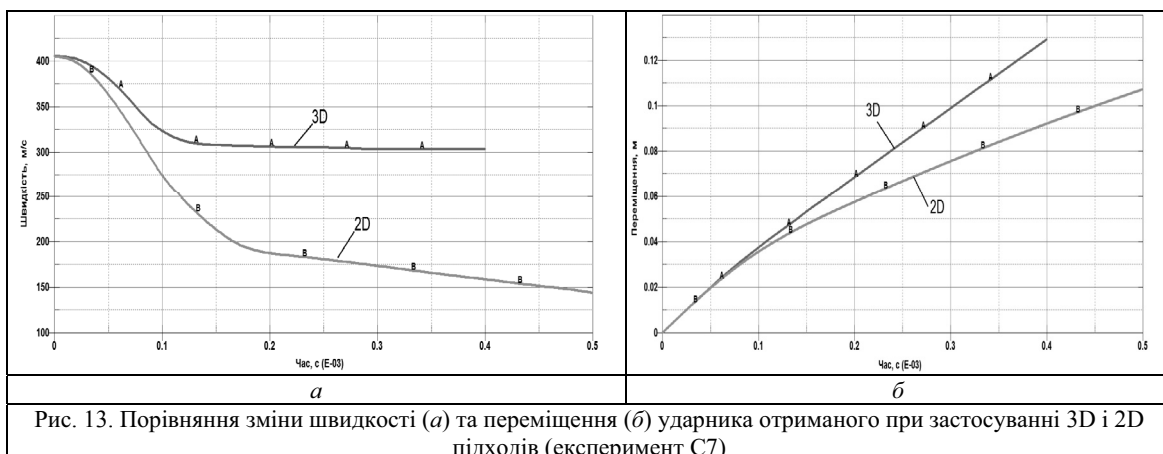 400
350
300
250
200
150
100
Швидкість, м/с
B
A
A
A
A
A
3D
B
2D
B
B
B
0
0.1
0.2
0.3
0.4
0.5
Час, с (E-03)
0.12
0.1
0.08
0.06
0.04
0.02
0
Переміщення, м
A
A
A
3D
B
B
A
B
2D
A
B
A
B
B
0
0.1
0.2
0.3
0.4
0.5
Час, с (E-03)
а
б
Рис. 13. Порівняння зміни швидкості (а) та переміщення (б) ударника отриманого при застосуванні 3D і 2D
підходів (експеримент С7)